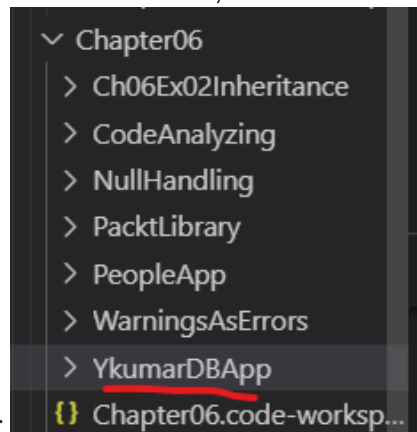 Chapter06
Ch06Ex02Inheritance
CodeAnalyzing
NullHandling
PacktLibrary
PeopleApp
WarningsAsErrors
YkumarDBApp
{} Chapter06.code-worksp...